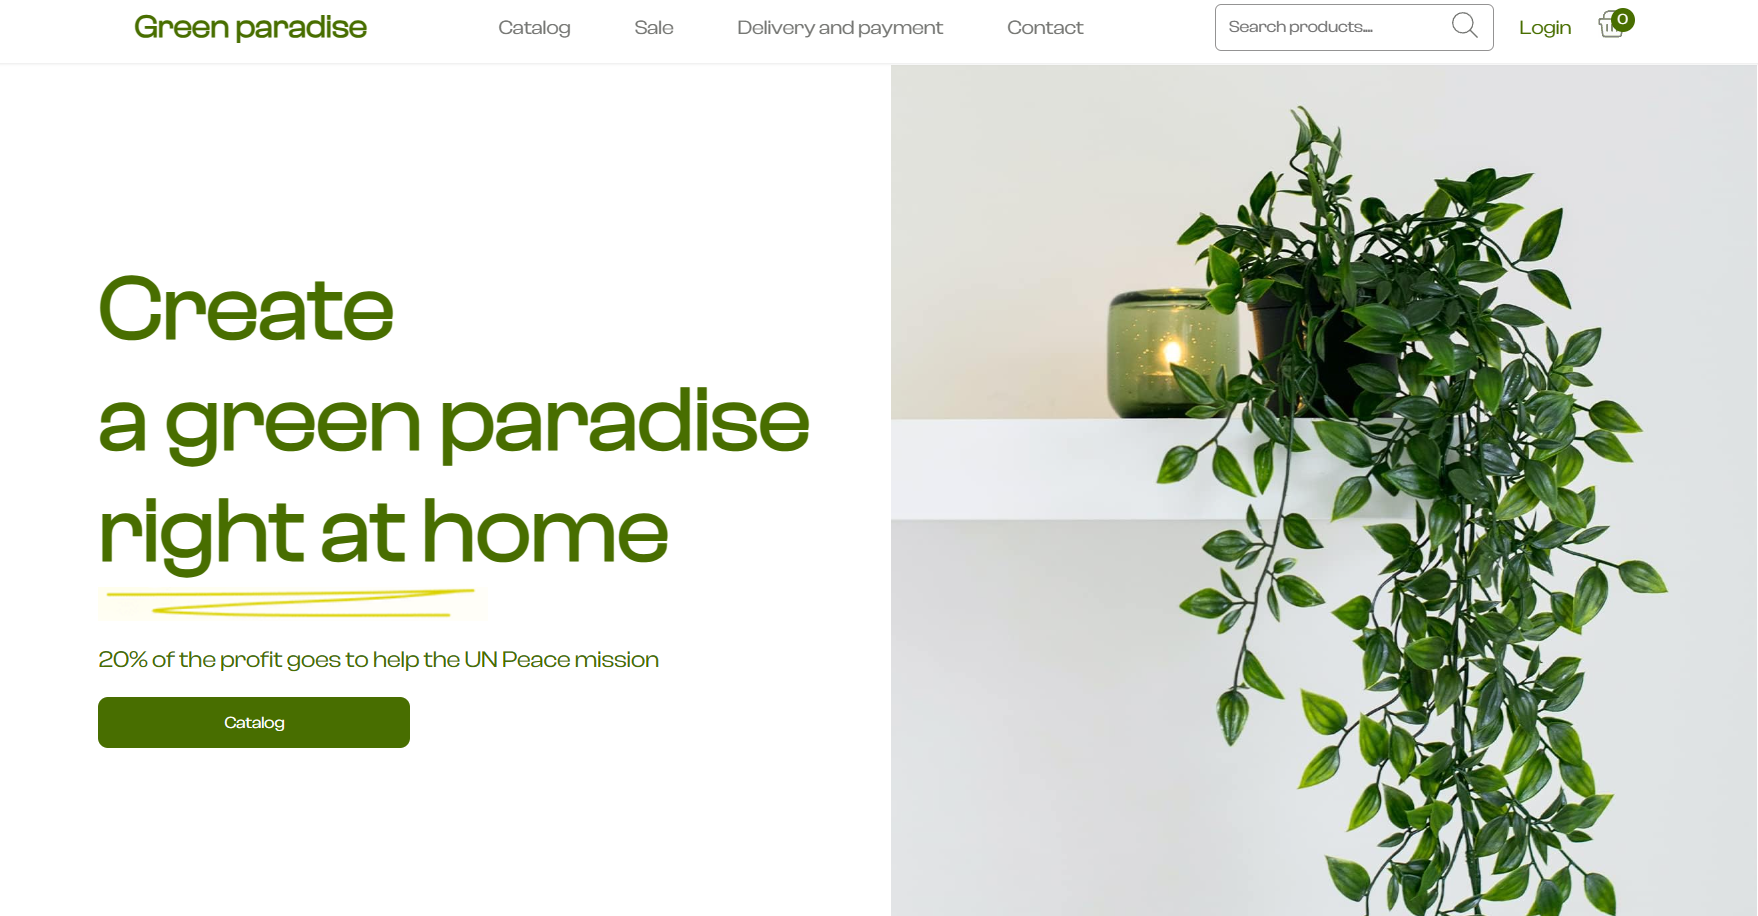 Green paradise
Catalog
Sale
Delivery and payment
Contact
Search products....
Login
0
Create
a green paradise
right at home
20% of the profit goes to help the UN Peace mission
Catalog